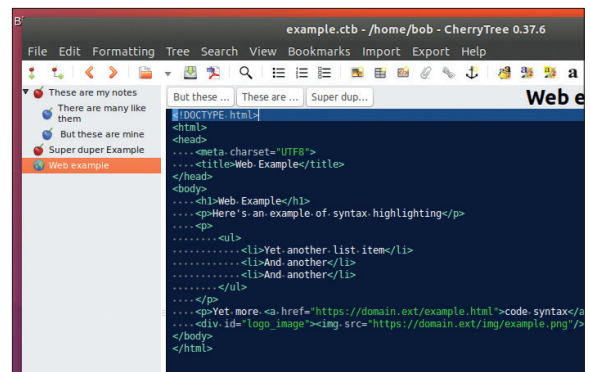 example.ctb - /home/bob - CherryTree 0.37.6
File Edit Formatting Tree Search View Bookmarks Import Export Help
These are my notes
There are many like
them
But these are mine
Super duper Example
Web example
But these ... These are ... Super dup...
Web e
<!DOCTYPE·html>
<html>
<head>
····<meta·charset="UTF8">
····<title>Web·Example</title>
</head>
<body>
····<h1>Web·Example</h1>
····<p>Here's·an·example·of·syntax·highlighting</p>
····<p>
········<ul>
············<li>Yet·another·list·item</li>
············<li>And·another</li>
············<li>And·another</li>
········</ul>
····</p>
····<p>Yet·more·<a·href="https://domain.ext/example.html">code·syntax</a
····<div·id="logo_image"><img·src="https://domain.ext/img/example.png"/>
</body>
</html>